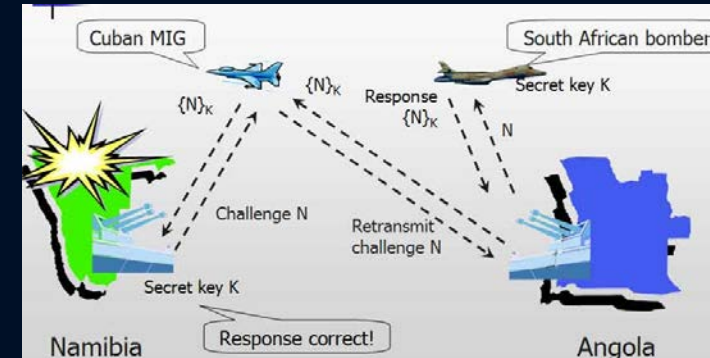 Cuban MIG
South African bomber
Secret key K
{N}K
{N}K
Response
{N}K
N
Challenge N
Retransmit
challenge N
Secret key K
Response correct!
Namibia
Angola